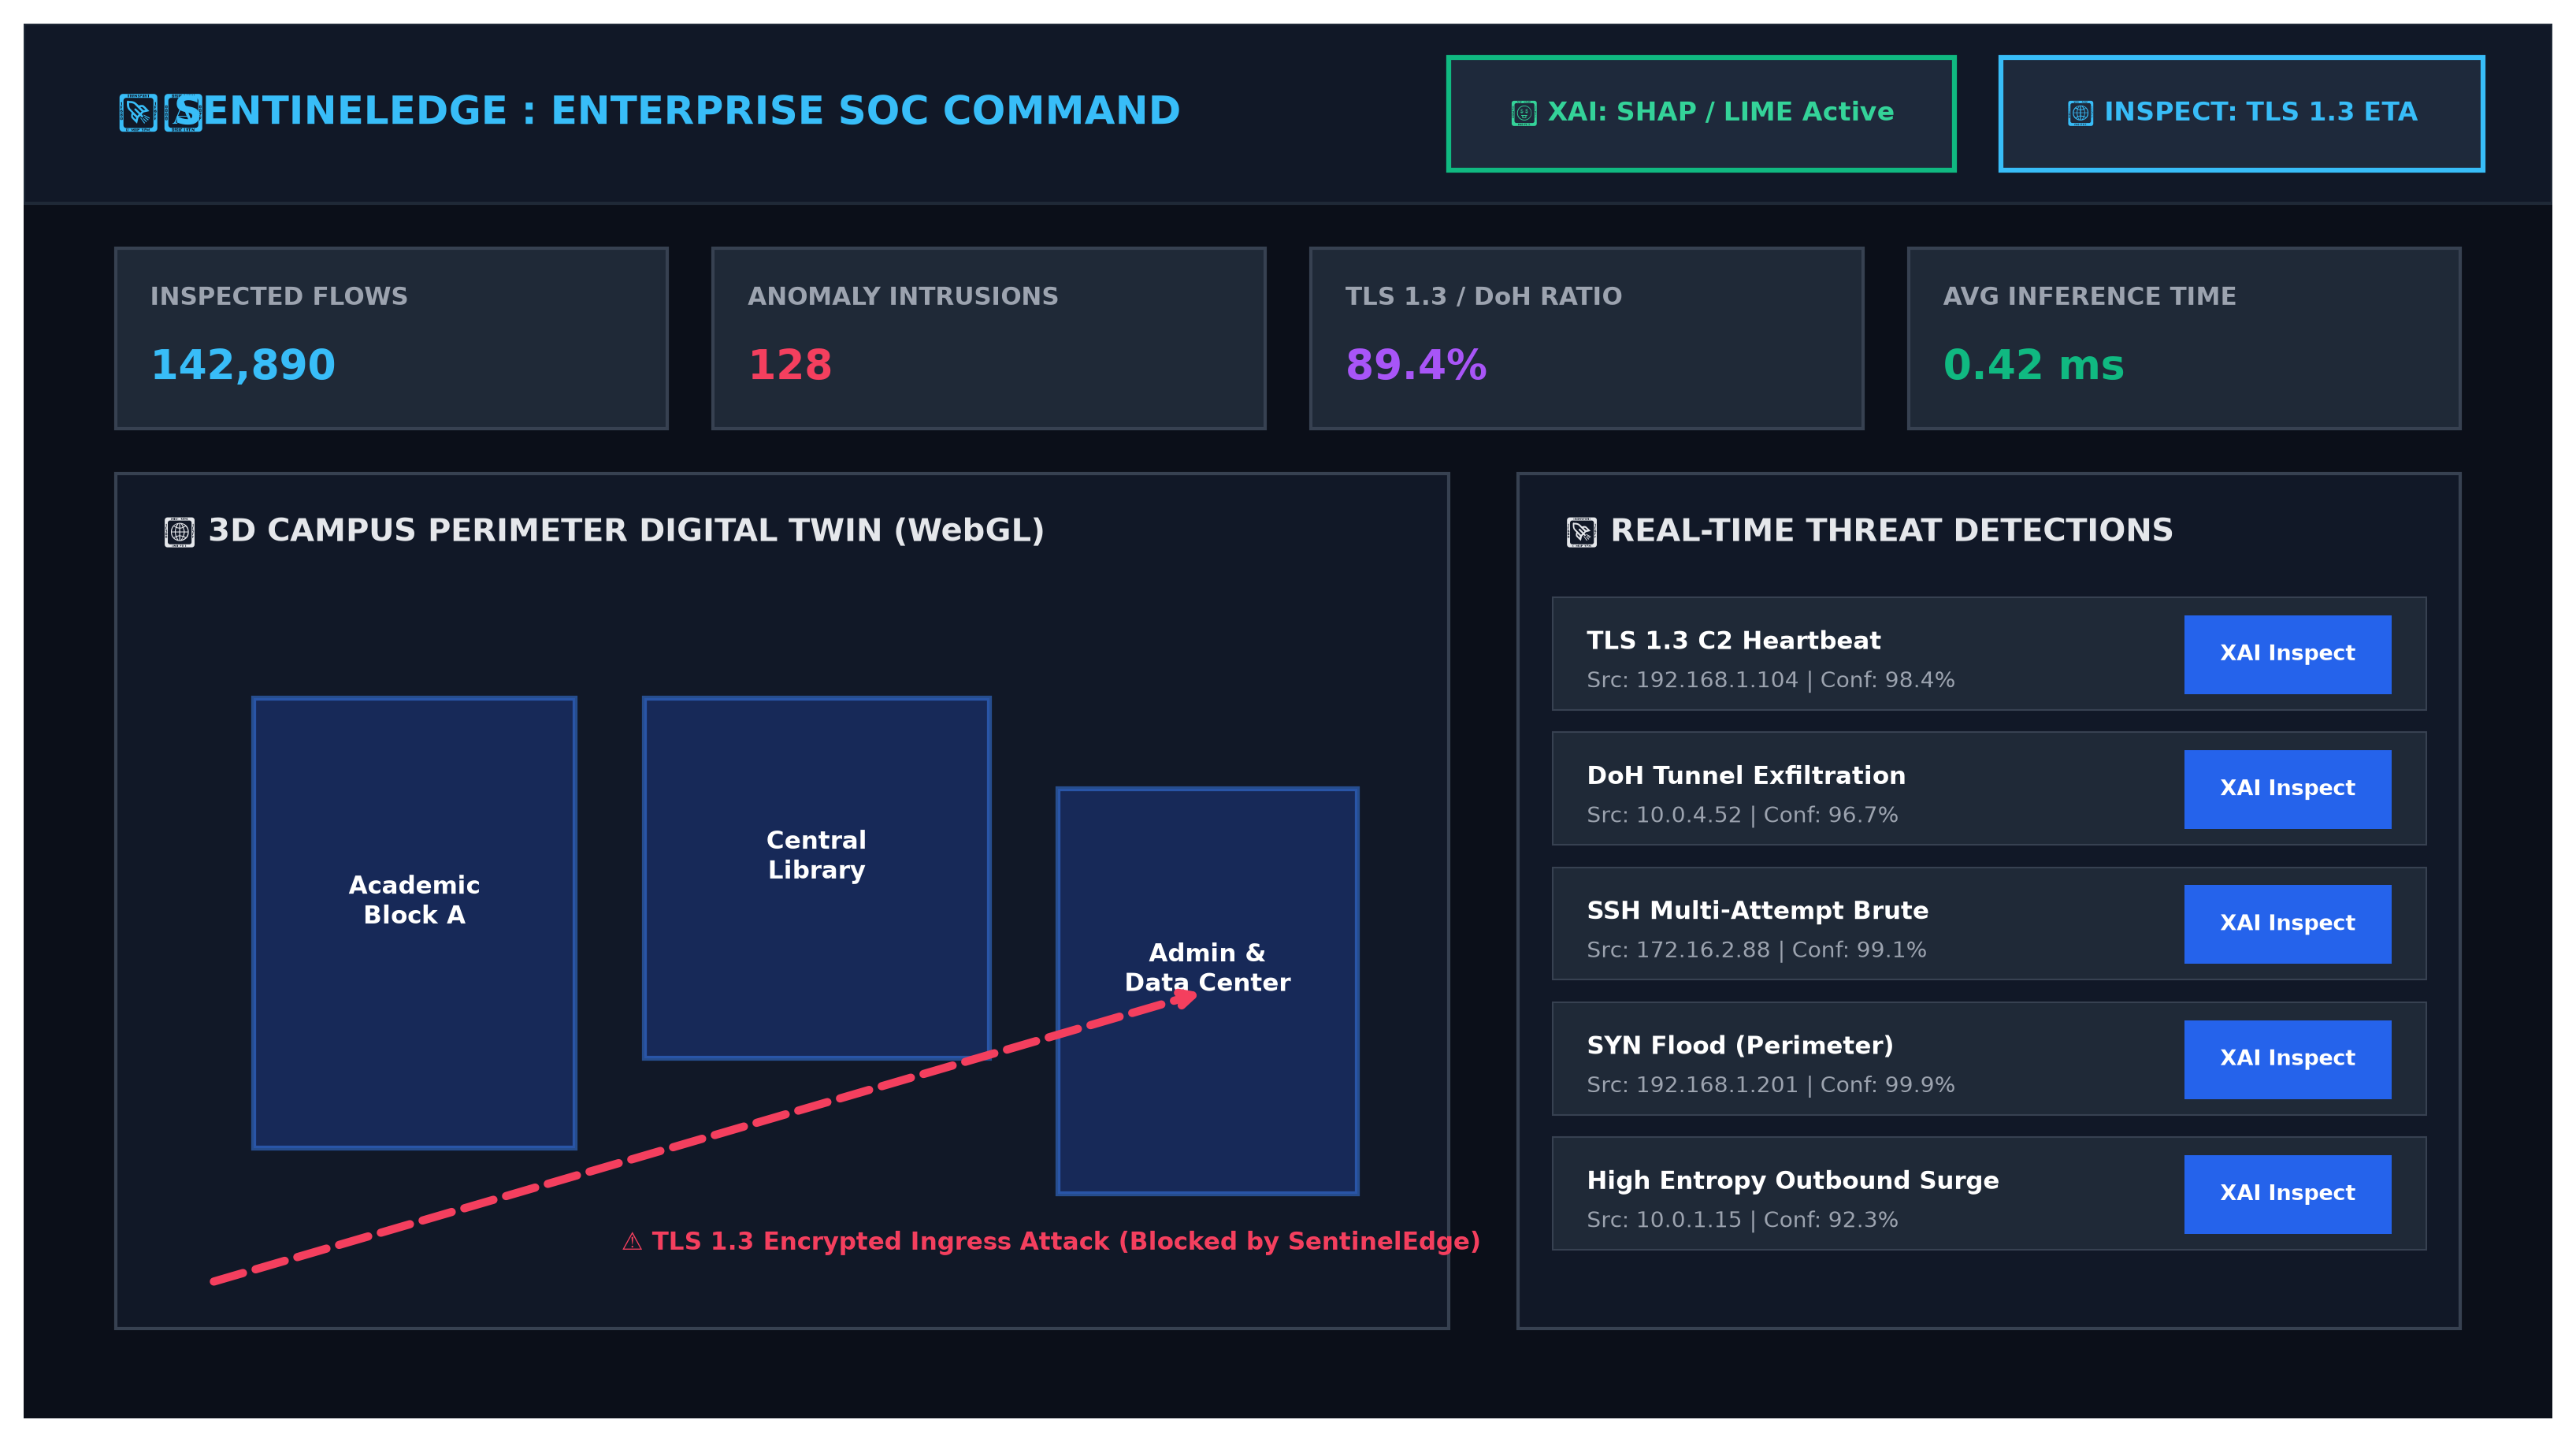 SENTINELEDGE : ENTERPRISE SOC COMMAND
XAI: SHAP / LIME Active
INSPECT: TLS 1.3 ETA
INSPECTED FLOWS
142,890
ANOMALY INTRUSIONS
128
TLS 1.3 / DoH RATIO
89.4%
AVG INFERENCE TIME
0.42 ms
3D CAMPUS PERIMETER DIGITAL TWIN (WebGL)
Academic
Block A
Central
Library
Admin &
Data Center
⚠ TLS 1.3 Encrypted Ingress Attack (Blocked by SentinelEdge)
REAL-TIME THREAT DETECTIONS
TLS 1.3 C2 Heartbeat
Src: 192.168.1.104 | Conf: 98.4%
XAI Inspect
DoH Tunnel Exfiltration
Src: 10.0.4.52 | Conf: 96.7%
XAI Inspect
SSH Multi-Attempt Brute
Src: 172.16.2.88 | Conf: 99.1%
XAI Inspect
SYN Flood (Perimeter)
Src: 192.168.1.201 | Conf: 99.9%
XAI Inspect
High Entropy Outbound Surge
Src: 10.0.1.15 | Conf: 92.3%
XAI Inspect